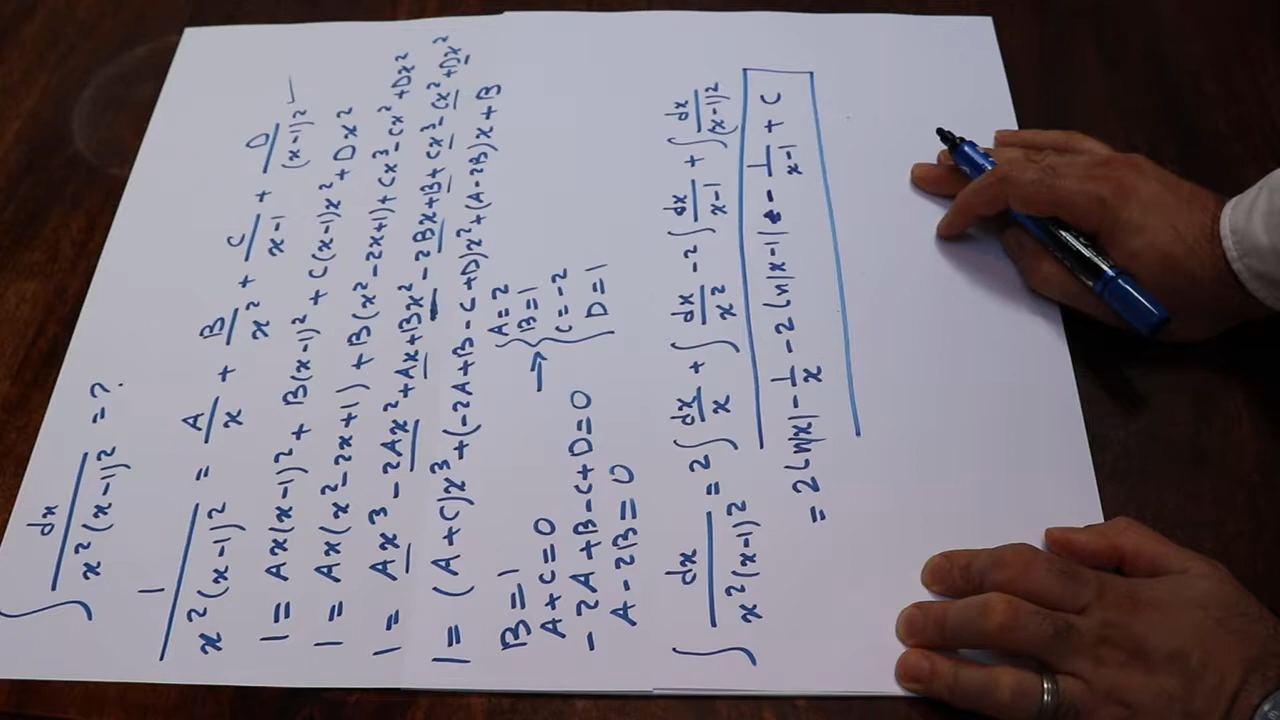 ∫ dx / x²(x-1)² = ?
1 / x²(x-1)² = A/x + B/x² + C/x-1 + D/(x-1)² ✓
1 = Ax(x-1)² + B(x-1)² + C(x-1)x² + Dx²
1 = Ax(x²-2x+1) + B(x²-2x+1) + Cx³-Cx² + Dx²
1 = Ax³ - 2Ax² + Ax + Bx² - 2Bx + B + Cx³ - Cx² + Dx²
1 = (A+C)x³ + (-2A+B-C+D)x² + (A-2B)x + B
B = 1
A+C = 0
-2A+B-C+D = 0
A-2B = 0
→ { A=2
B=1
C=-2
D=1
∫ dx / x²(x-1)² = 2∫ dx/x + ∫ dx/x² - 2∫ dx/x-1 + ∫ dx/(x-1)²
= 2 ln|x| - 1/x - 2 ln|x-1| - 1/x-1 + C